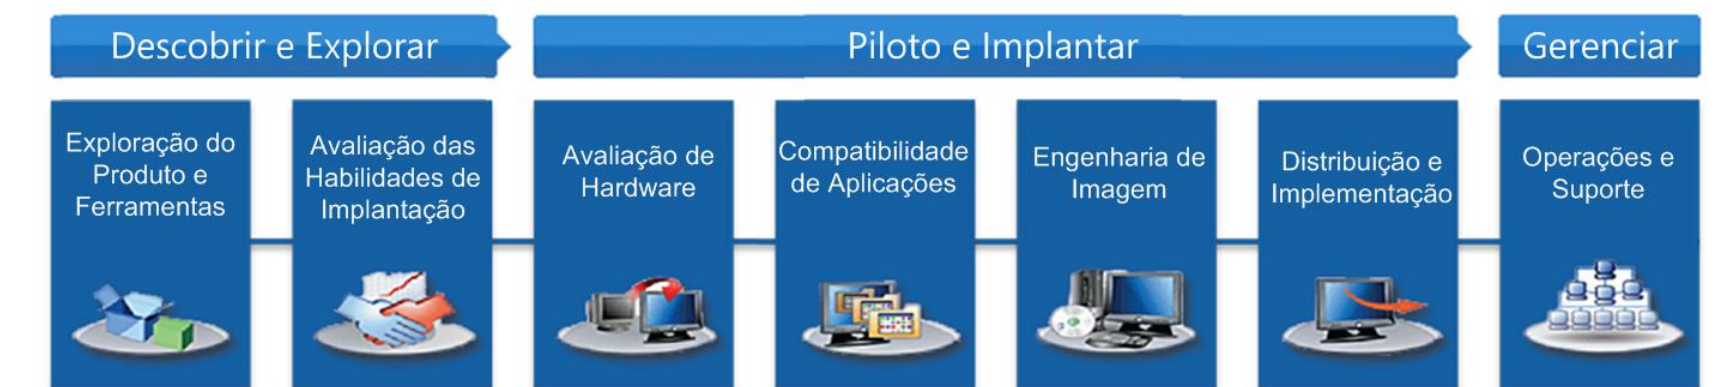 Descobrir e Explorar
Piloto e Implantar
Gerenciar
Exploração do
Produto e
Ferramentas
Avaliação das
Habilidades de
Implantação
Avaliação de
Hardware
Compatibilidade
de Aplicações
Engenharia de
Imagem
Distribuição e
Implementação
Operações e
Suporte